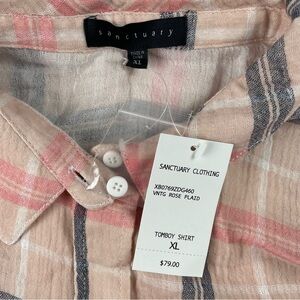 sanctuary
XL
SANCTUARY CLOTHING
XB0769ZDG460
VNTG ROSE PLAID
TOMBOY SHIRT
XL
$79.00